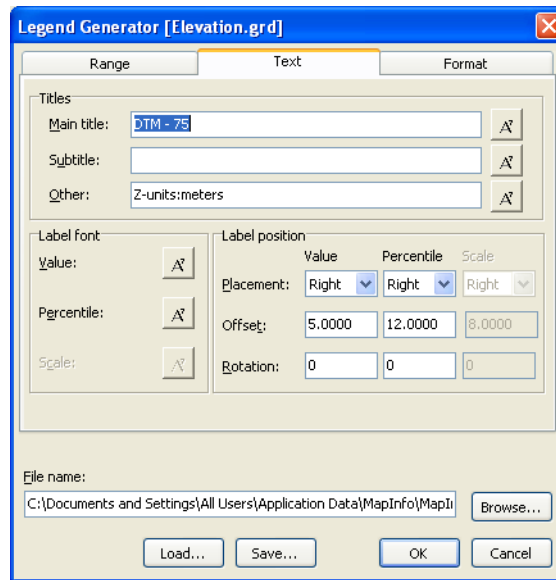 Legend Generator [Elevation.grd]
Range Text Format
Titles
Main title: DTM - 75
Subtitle:
Other: Z-units:meters
Label font Label position
Value Percentile Scale
Value: Placement: Right Right Right
Percentile: Offset: 5.0000 12.0000 8.0000
Scale: Rotation: 0 0 0
File name:
C:\Documents and Settings\All Users\Application Data\MapInfo\MapI Browse...
Load... Save... OK Cancel